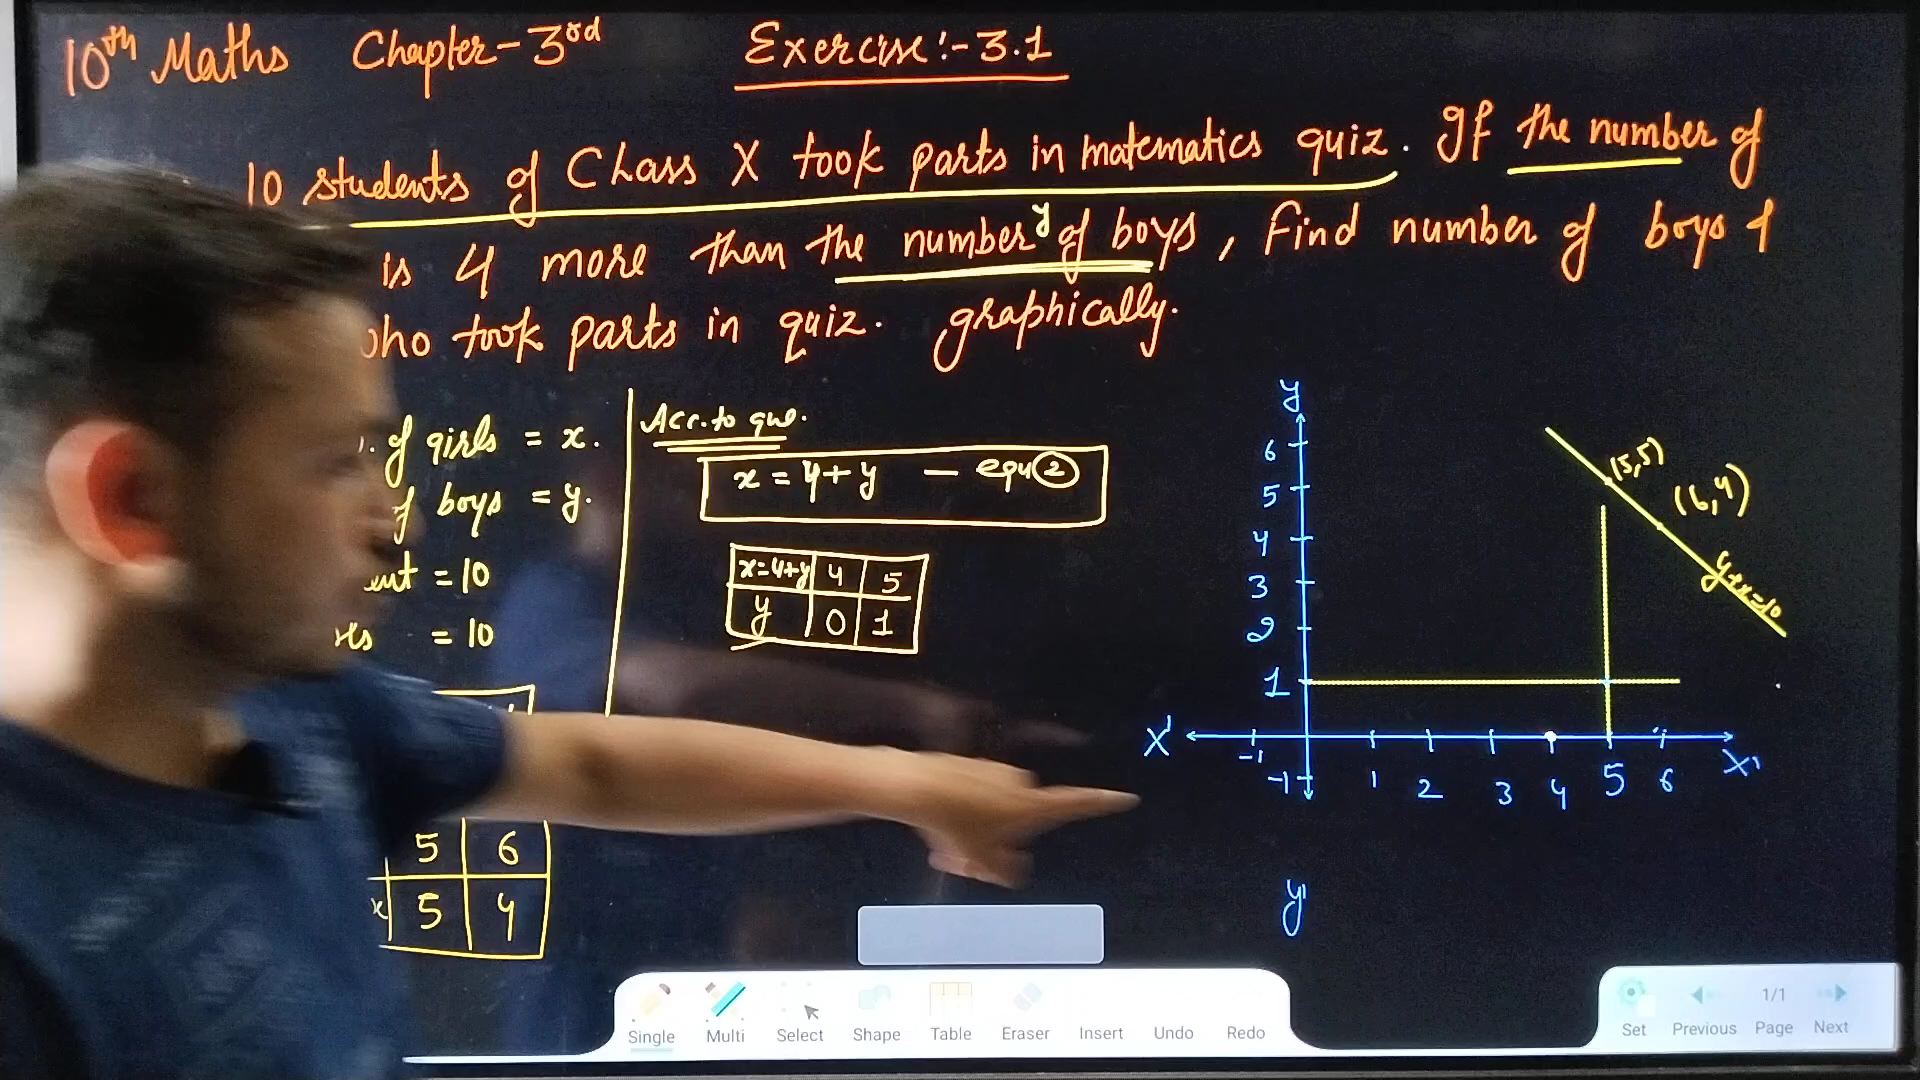 10th Maths Chapter-3rd Exercise:-3.1
10 students of Class X took parts in matematics quiz. If the number of
is 4 more than the number y of boys, Find number of boys &
who took parts in quiz. graphically.
. of girls = x.
f boys = y.
= 10
= 10
5 6
x 5 4
Acc. to que.
x = 4+y — equ (2)
x=4+y 4 5
y 0 1
y
6
5
4
3
2
1
(5,5)
(6,4)
y+x=10
X' -1 1 2 3 4 5 6 X
-1
y'
Single Multi Select Shape Table Eraser Insert Undo Redo
Set Previous 1/1 Page Next